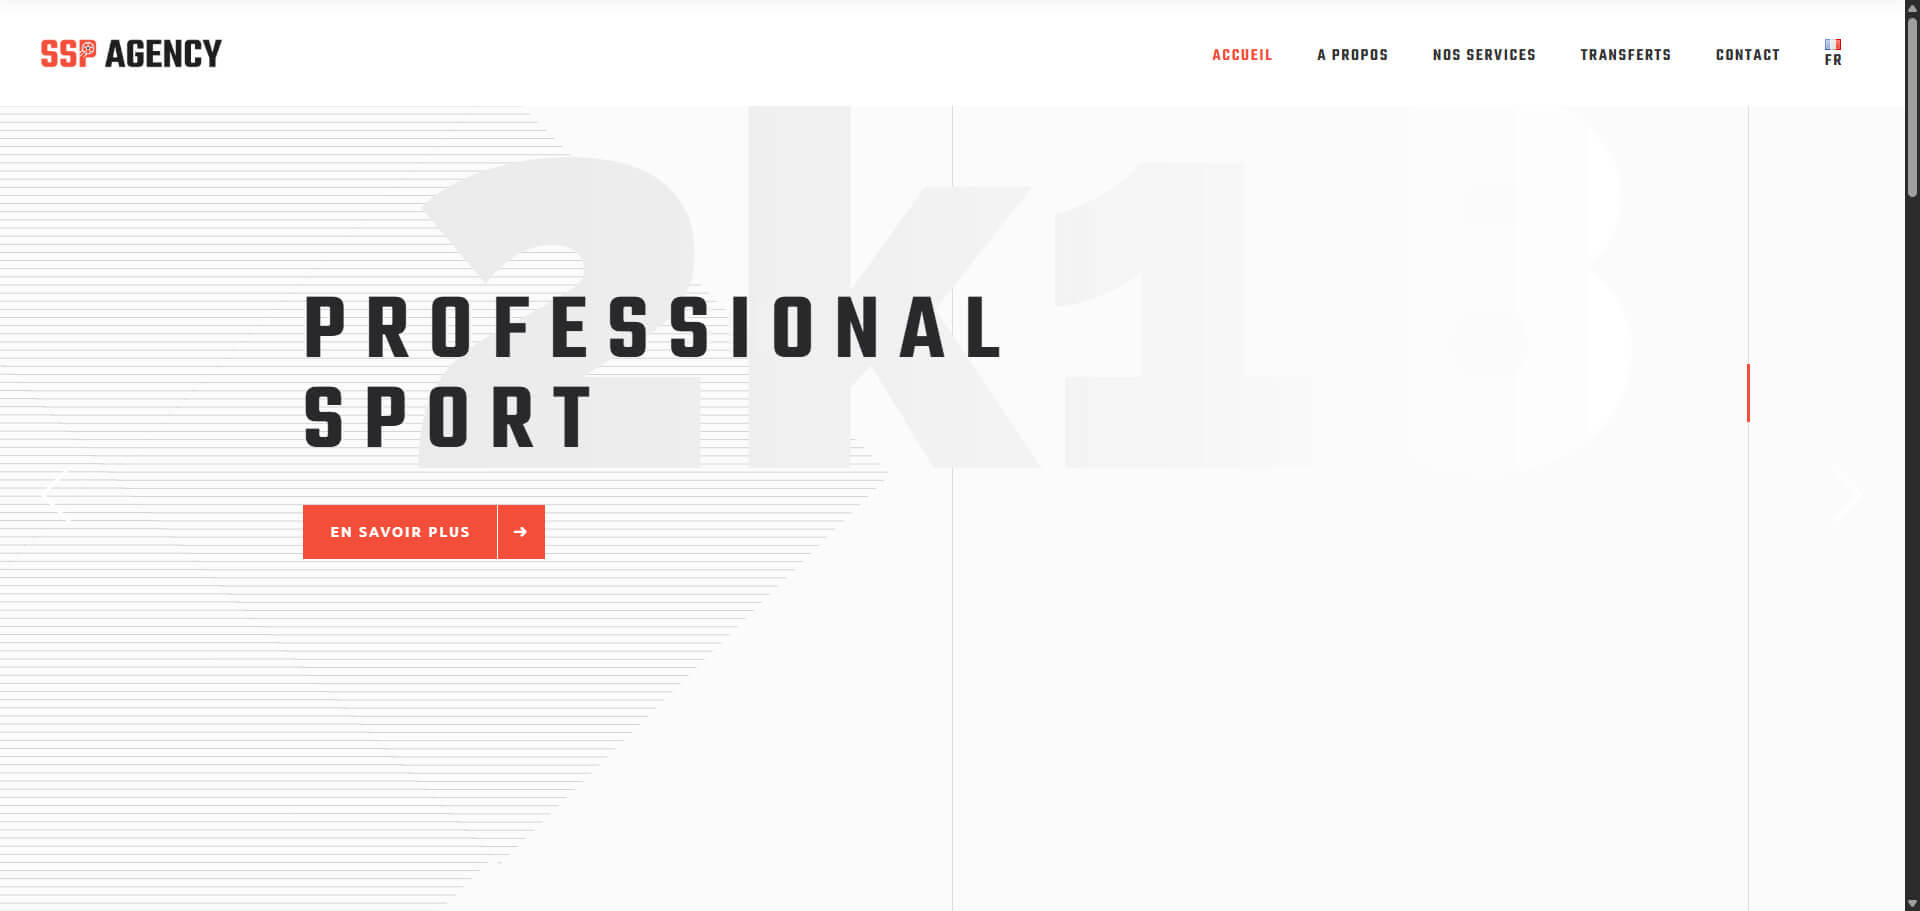 SSP AGENCY
ACCUEIL
A PROPOS
NOS SERVICES
TRANSFERTS
CONTACT
FR
2k18
PROFESSIONAL
SPORT
EN SAVOIR PLUS